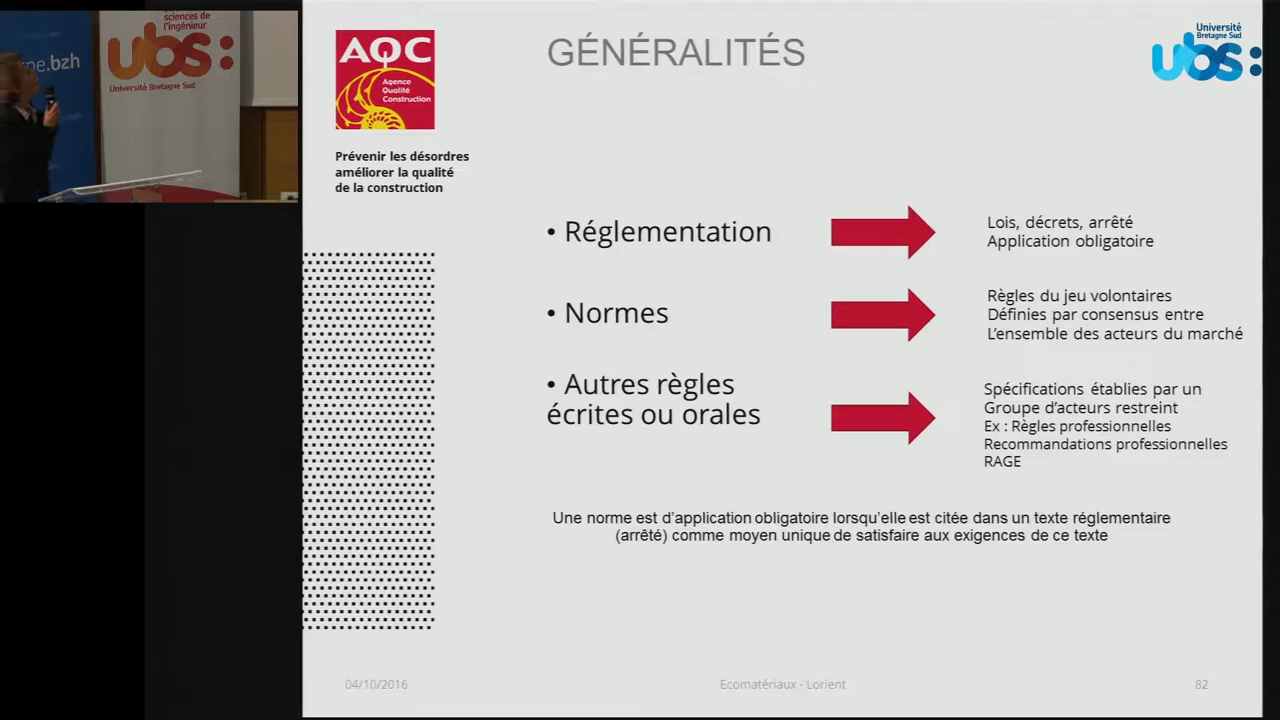 sciences de
l'ingénieur
ubs:
Université Bretagne Sud
pe.bzh
AQC
Agence
Qualité
Construction
Prévenir les désordres
améliorer la qualité
de la construction
GÉNÉRALITÉS
Université
Bretagne Sud
ubs:
• Réglementation
Lois, décrets, arrêté
Application obligatoire
• Normes
Règles du jeu volontaires
Définies par consensus entre
L'ensemble des acteurs du marché
• Autres règles
écrites ou orales
Spécifications établies par un
Groupe d'acteurs restreint
Ex : Règles professionnelles
Recommandations professionnelles
RAGE
Une norme est d'application obligatoire lorsqu'elle est citée dans un texte réglementaire
(arrêté) comme moyen unique de satisfaire aux exigences de ce texte
04/10/2016
Ecomatériaux - Lorient
82